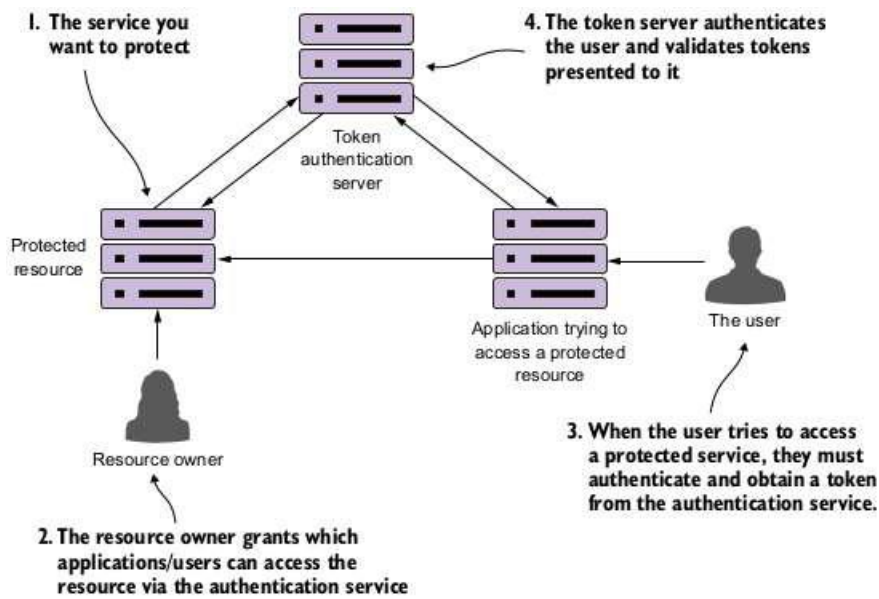 1. The service you
want to protect
4. The token server authenticates
the user and validates tokens
presented to it
Token
authentication
server
Protected
resource
Application trying to
access a protected
resource
The user
Resource owner
3. When the user tries to access
a protected service, they must
authenticate and obtain a token
from the authentication service.
2. The resource owner grants which
applications/users can access the
resource via the authentication service